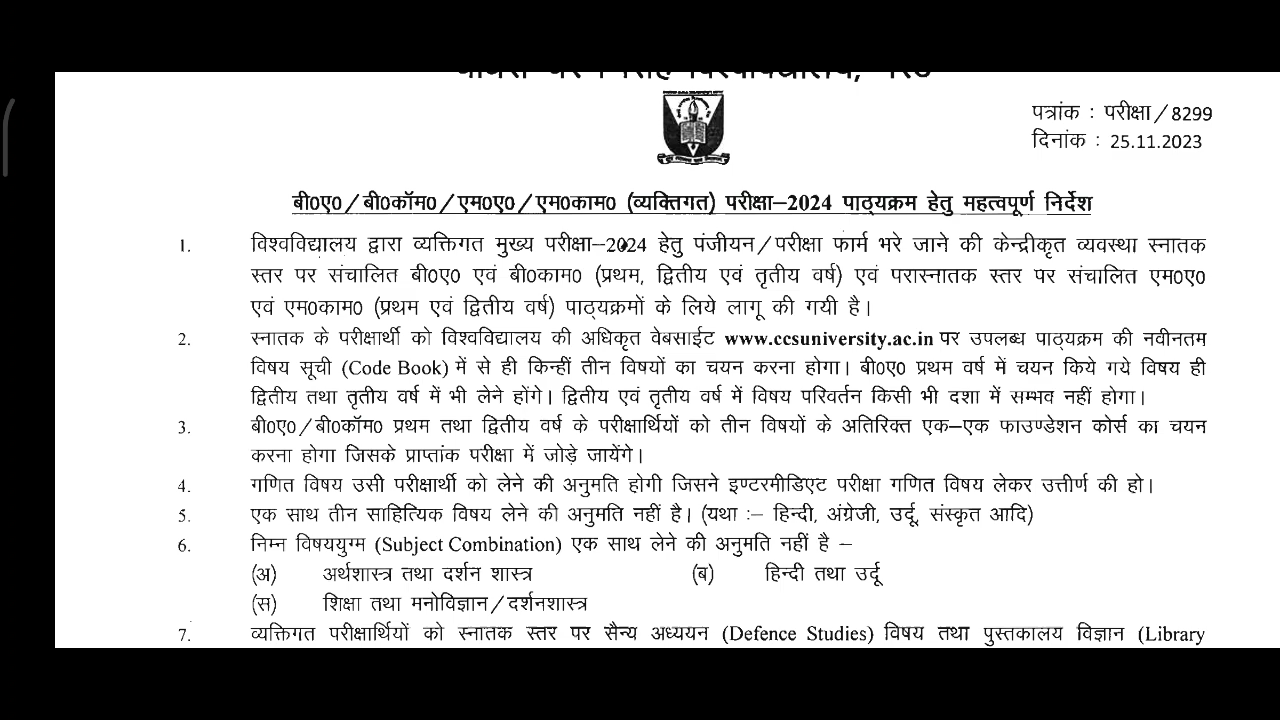 पत्रांक : परीक्षा/8299
दिनांक : 25.11.2023
बी0ए0/बी0कॉम0/एम0ए0/एम0काम0 (व्यक्तिगत) परीक्षा–2024 पाठ्यक्रम हेतु महत्वपूर्ण निर्देश
1. विश्वविद्यालय द्वारा व्यक्तिगत मुख्य परीक्षा–2024 हेतु पंजीयन/परीक्षा फार्म भरे जाने की केन्द्रीकृत व्यवस्था स्नातक
स्तर पर संचालित बी0ए0 एवं बी0काम0 (प्रथम, द्वितीय एवं तृतीय वर्ष) एवं परास्नातक स्तर पर संचालित एम0ए0
एवं एम0काम0 (प्रथम एवं द्वितीय वर्ष) पाठ्यक्रमों के लिये लागू की गयी है।
2. स्नातक के परीक्षार्थी को विश्वविद्यालय की अधिकृत वेबसाईट www.ccsuniversity.ac.in पर उपलब्ध पाठ्यक्रम की नवीनतम
विषय सूची (Code Book) में से ही किन्हीं तीन विषयों का चयन करना होगा। बी0ए0 प्रथम वर्ष में चयन किये गये विषय ही
द्वितीय तथा तृतीय वर्ष में भी लेने होंगे। द्वितीय एवं तृतीय वर्ष में विषय परिवर्तन किसी भी दशा में सम्भव नहीं होगा।
3. बी0ए0/बी0कॉम0 प्रथम तथा द्वितीय वर्ष के परीक्षार्थियों को तीन विषयों के अतिरिक्त एक–एक फाउण्डेशन कोर्स का चयन
करना होगा जिसके प्राप्तांक परीक्षा में जोड़े जायेंगे।
4. गणित विषय उसी परीक्षार्थी को लेने की अनुमति होगी जिसने इण्टरमीडिएट परीक्षा गणित विषय लेकर उत्तीर्ण की हो।
5. एक साथ तीन साहित्यिक विषय लेने की अनुमति नहीं है। (यथा :– हिन्दी, अंग्रेजी, उर्दू, संस्कृत आदि)
6. निम्न विषययुग्म (Subject Combination) एक साथ लेने की अनुमति नहीं है –
(अ) अर्थशास्त्र तथा दर्शन शास्त्र (ब) हिन्दी तथा उर्दू
(स) शिक्षा तथा मनोविज्ञान/दर्शनशास्त्र
7. व्यक्तिगत परीक्षार्थियों को स्नातक स्तर पर सैन्य अध्ययन (Defence Studies) विषय तथा पुस्तकालय विज्ञान (Library